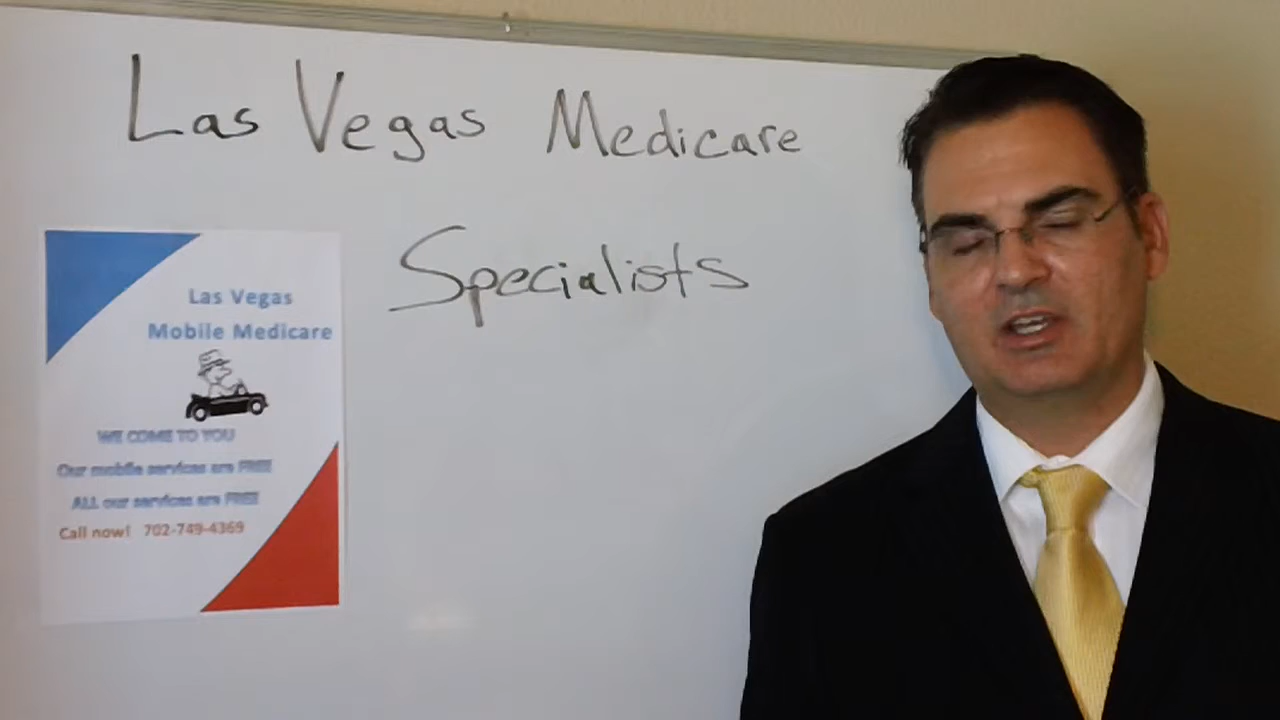 Las Vegas Medicare
Specialists
Las Vegas
Mobile Medicare
WE COME TO YOU
Our mobile services are FREE
ALL our services are FREE
Call now! 702-749-4369